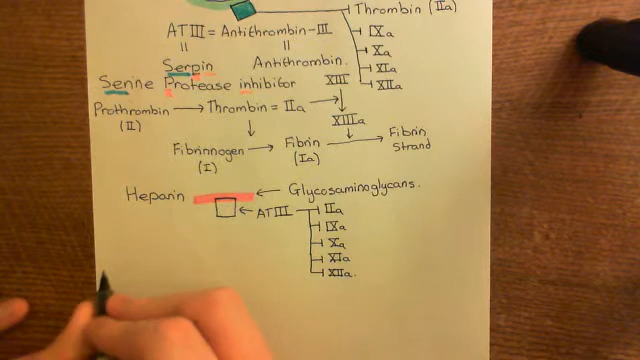 Thrombin (IIa)
IXa
ATIII = Antithrombin-III
Xa
Serpin Antithrombin.
XIa
Serine Protease inhibitor XIII XIIa
Prothrombin → Thrombin = IIa →
(II) XIIIa
Fibrinnogen → Fibrin → Fibrin
(I) (Ia) Strand
Heparin ← Glycosaminoglycans.
← ATIII IIa
IXa
Xa
XIa
XIIa.